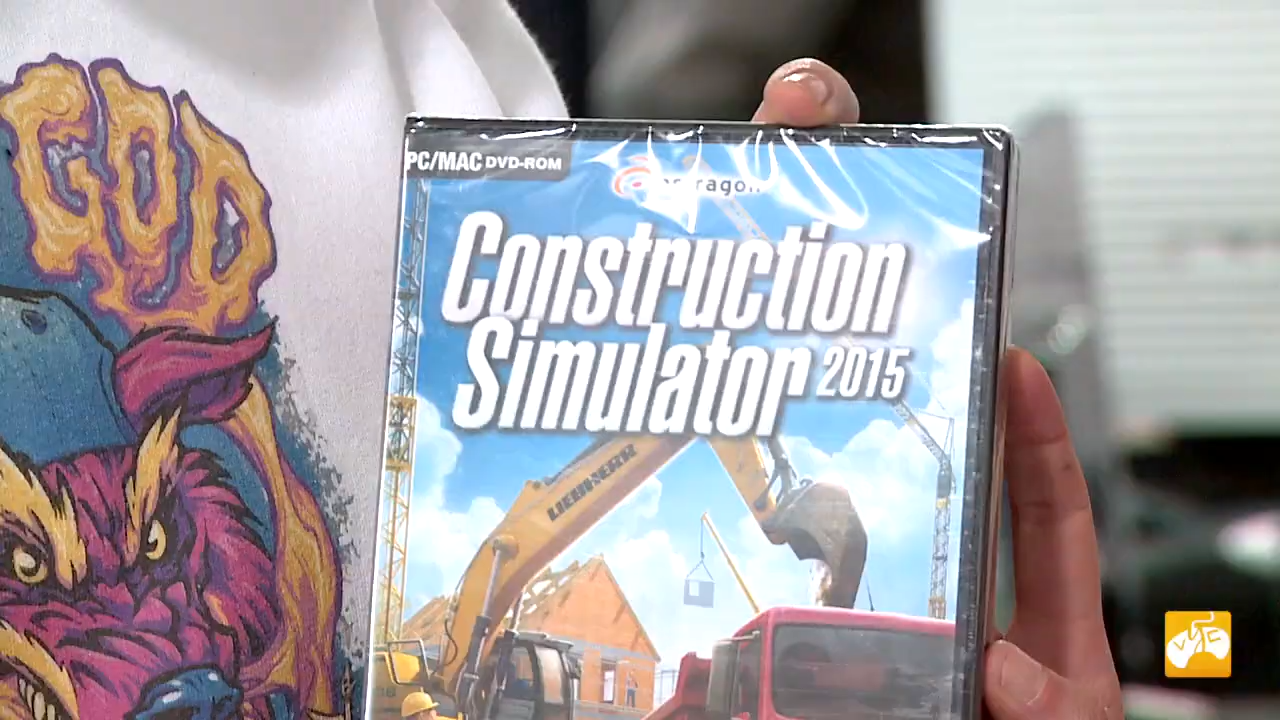 GOD
PC/MAC DVD-ROM
Construction
Simulator 2015
LIEBHERR